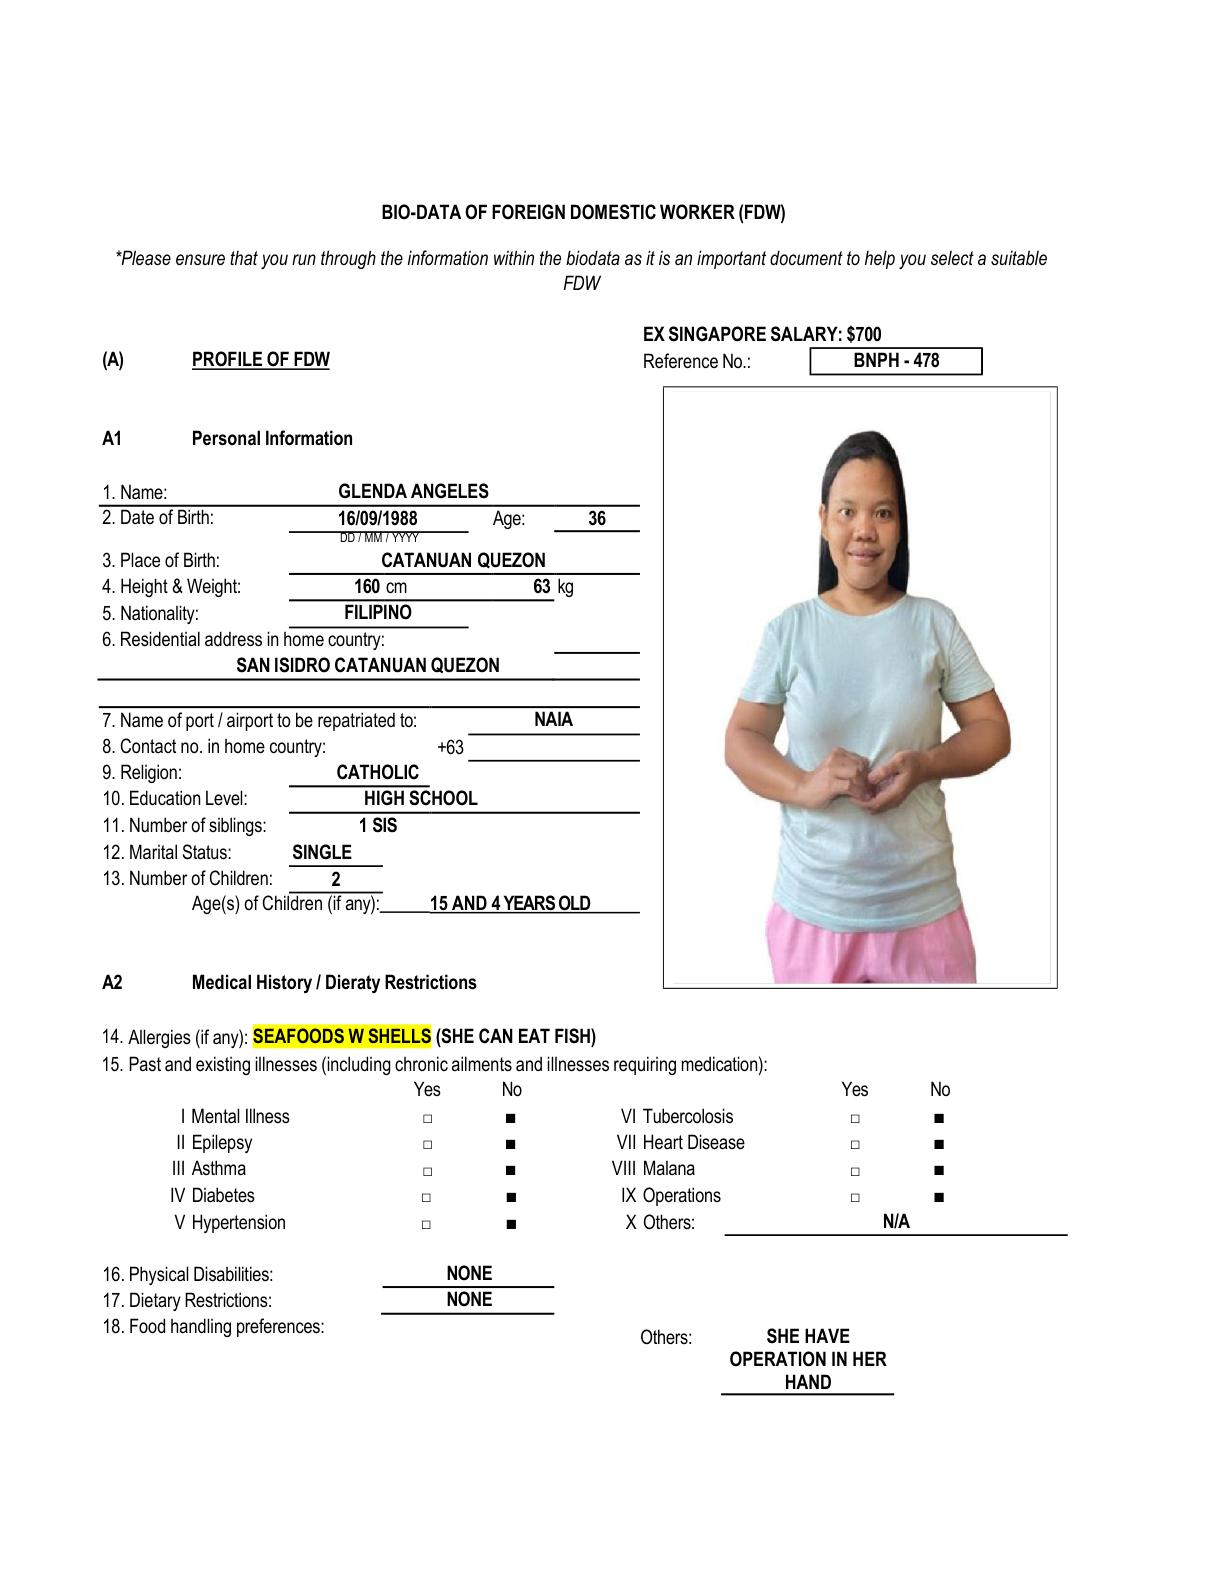 BIO-DATA OF FOREIGN DOMESTIC WORKER (FDW)
*Please ensure that you run through the information within the biodata as it is an important document to help you select a suitable
FDW
EX SINGAPORE SALARY: $700
(A) PROFILE OF FDW
Reference No.: BNPH - 478
A1 Personal Information
1. Name: GLENDA ANGELES
2. Date of Birth: 16/09/1988 Age: 36
DD / MM / YYYY
3. Place of Birth: CATANUAN QUEZON
4. Height & Weight: 160 cm 63 kg
5. Nationality: FILIPINO
6. Residential address in home country:
SAN ISIDRO CATANUAN QUEZON
7. Name of port / airport to be repatriated to: NAIA
8. Contact no. in home country: +63
9. Religion: CATHOLIC
10. Education Level: HIGH SCHOOL
11. Number of siblings: 1 SIS
12. Marital Status: SINGLE
13. Number of Children: 2
Age(s) of Children (if any): 15 AND 4 YEARS OLD
A2 Medical History / Dieraty Restrictions
14. Allergies (if any): SEAFOODS W SHELLS (SHE CAN EAT FISH)
15. Past and existing illnesses (including chronic ailments and illnesses requiring medication):
Yes No Yes No
I Mental Illness □ ■ VI Tubercolosis □ ■
II Epilepsy □ ■ VII Heart Disease □ ■
III Asthma □ ■ VIII Malana □ ■
IV Diabetes □ ■ IX Operations □ ■
V Hypertension □ ■ X Others: N/A
16. Physical Disabilities: NONE
17. Dietary Restrictions: NONE
18. Food handling preferences:
Others: SHE HAVE
OPERATION IN HER
HAND